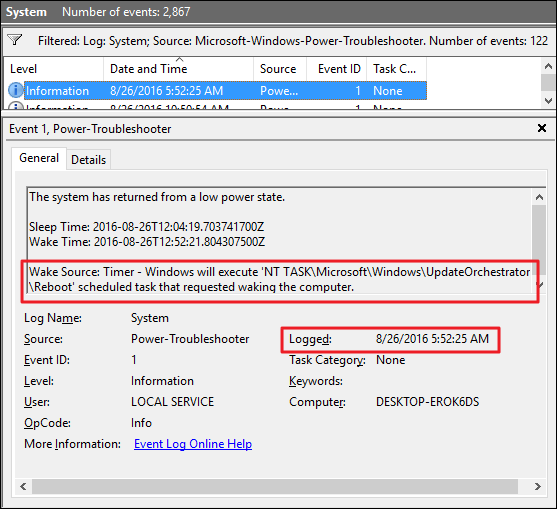 System Number of events: 2,867
Filtered: Log: System; Source: Microsoft-Windows-Power-Troubleshooter. Number of events: 122
Level Date and Time Source Event ID Task C...
Information 8/26/2016 5:52:25 AM Powe... 1 None
Information 8/26/2016 10:50:54 AM Powe... 1 None
Event 1, Power-Troubleshooter
General Details
The system has returned from a low power state.
Sleep Time: 2016-08-26T12:04:19.703741700Z
Wake Time: 2016-08-26T12:52:21.804307500Z
Wake Source: Timer - Windows will execute 'NT TASK\Microsoft\Windows\UpdateOrchestrator
\Reboot' scheduled task that requested waking the computer.
Log Name: System
Source: Power-Troubleshooter Logged: 8/26/2016 5:52:25 AM
Event ID: 1 Task Category: None
Level: Information Keywords:
User: LOCAL SERVICE Computer: DESKTOP-EROK6DS
OpCode: Info
More Information: Event Log Online Help